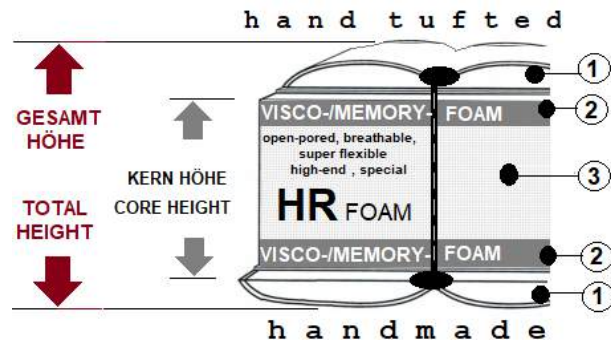 hand tufted
GESAMT
HÖHE
TOTAL
HEIGHT
KERN HÖHE
CORE HEIGHT
VISCO-/MEMORY- FOAM
open-pored, breathable,
super flexible
high-end , special
HR FOAM
VISCO-/MEMORY- FOAM
1
2
3
2
1
handmade